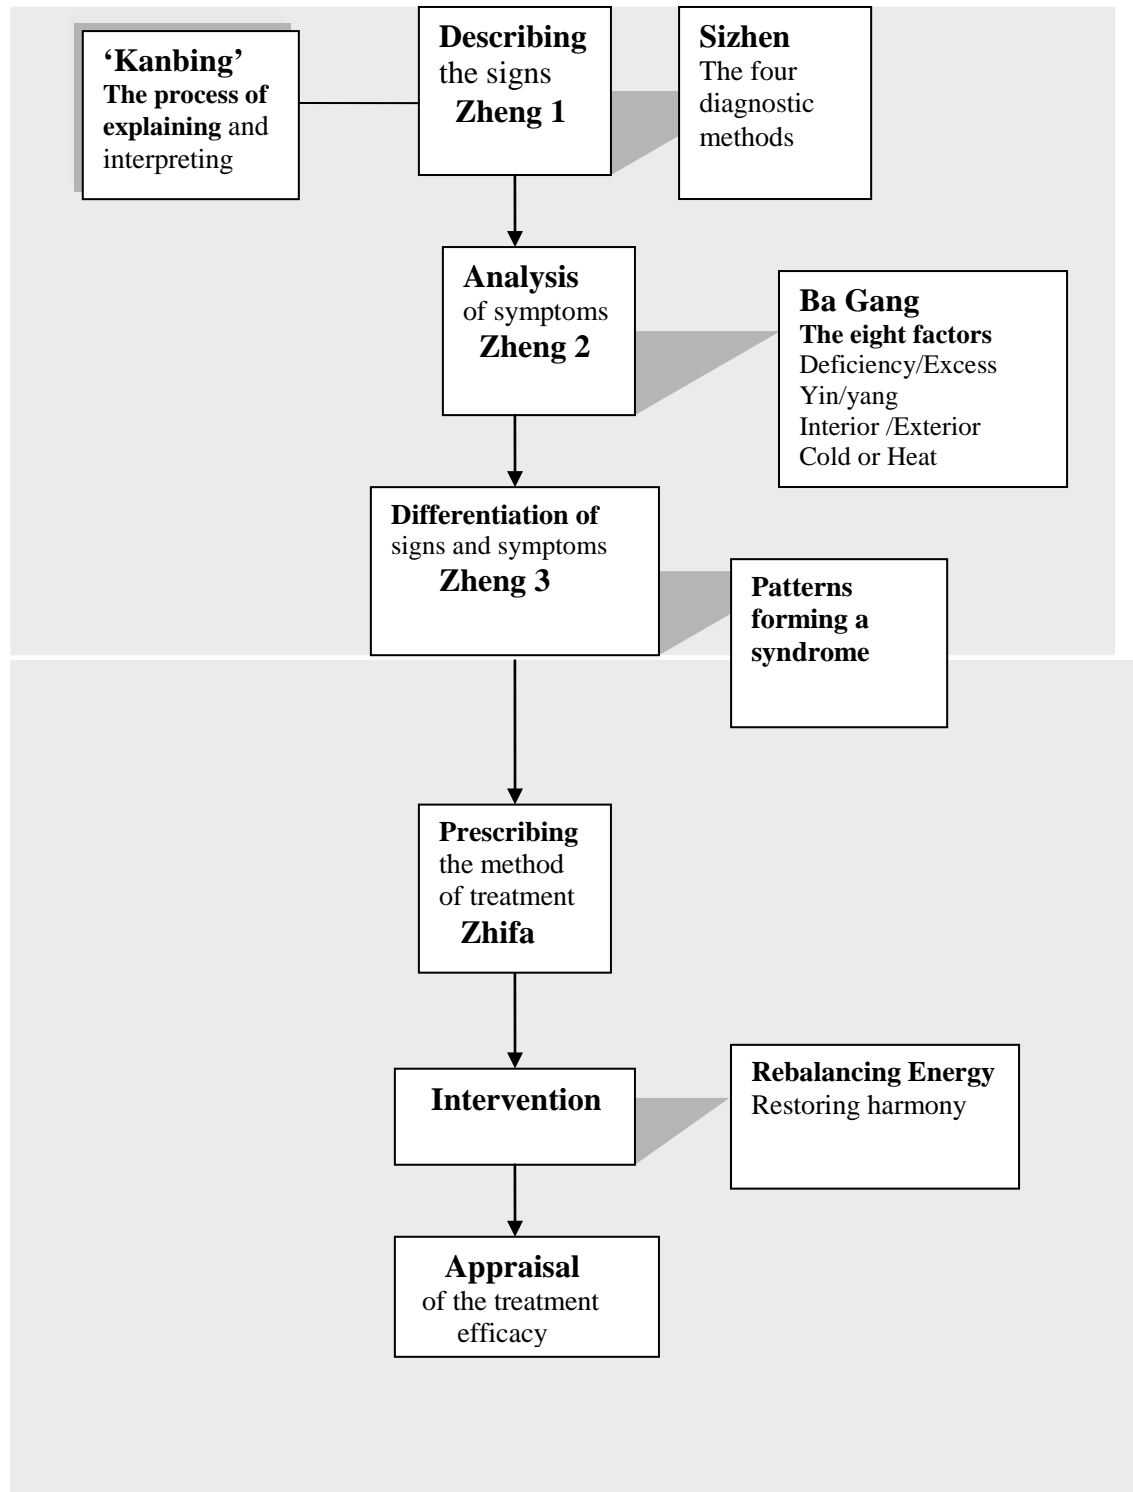 ‘Kanbing’
The process of
explaining and
interpreting
Describing
the signs
Zheng 1
Sizhen
The four
diagnostic
methods
Analysis
of symptoms
Zheng 2
Ba Gang
The eight factors
Deficiency/Excess
Yin/yang
Interior /Exterior
Cold or Heat
Differentiation of
signs and symptoms
Zheng 3
Patterns
forming a
syndrome
Prescribing
the method
of treatment
Zhifa
Intervention
Rebalancing Energy
Restoring harmony
Appraisal
of the treatment
efficacy